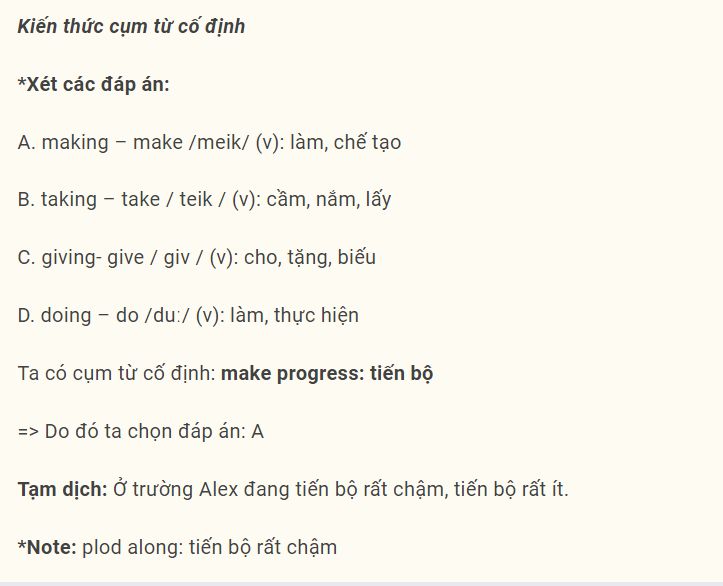 Kiến thức cụm từ cố định
*Xét các đáp án:
A. making – make /meik/ (v): làm, chế tạo
B. taking – take / teik / (v): cầm, nắm, lấy
C. giving- give / giv / (v): cho, tặng, biếu
D. doing – do /duː/ (v): làm, thực hiện
Ta có cụm từ cố định: make progress: tiến bộ
=> Do đó ta chọn đáp án: A
Tạm dịch: Ở trường Alex đang tiến bộ rất chậm, tiến bộ rất ít.
*Note: plod along: tiến bộ rất chậm